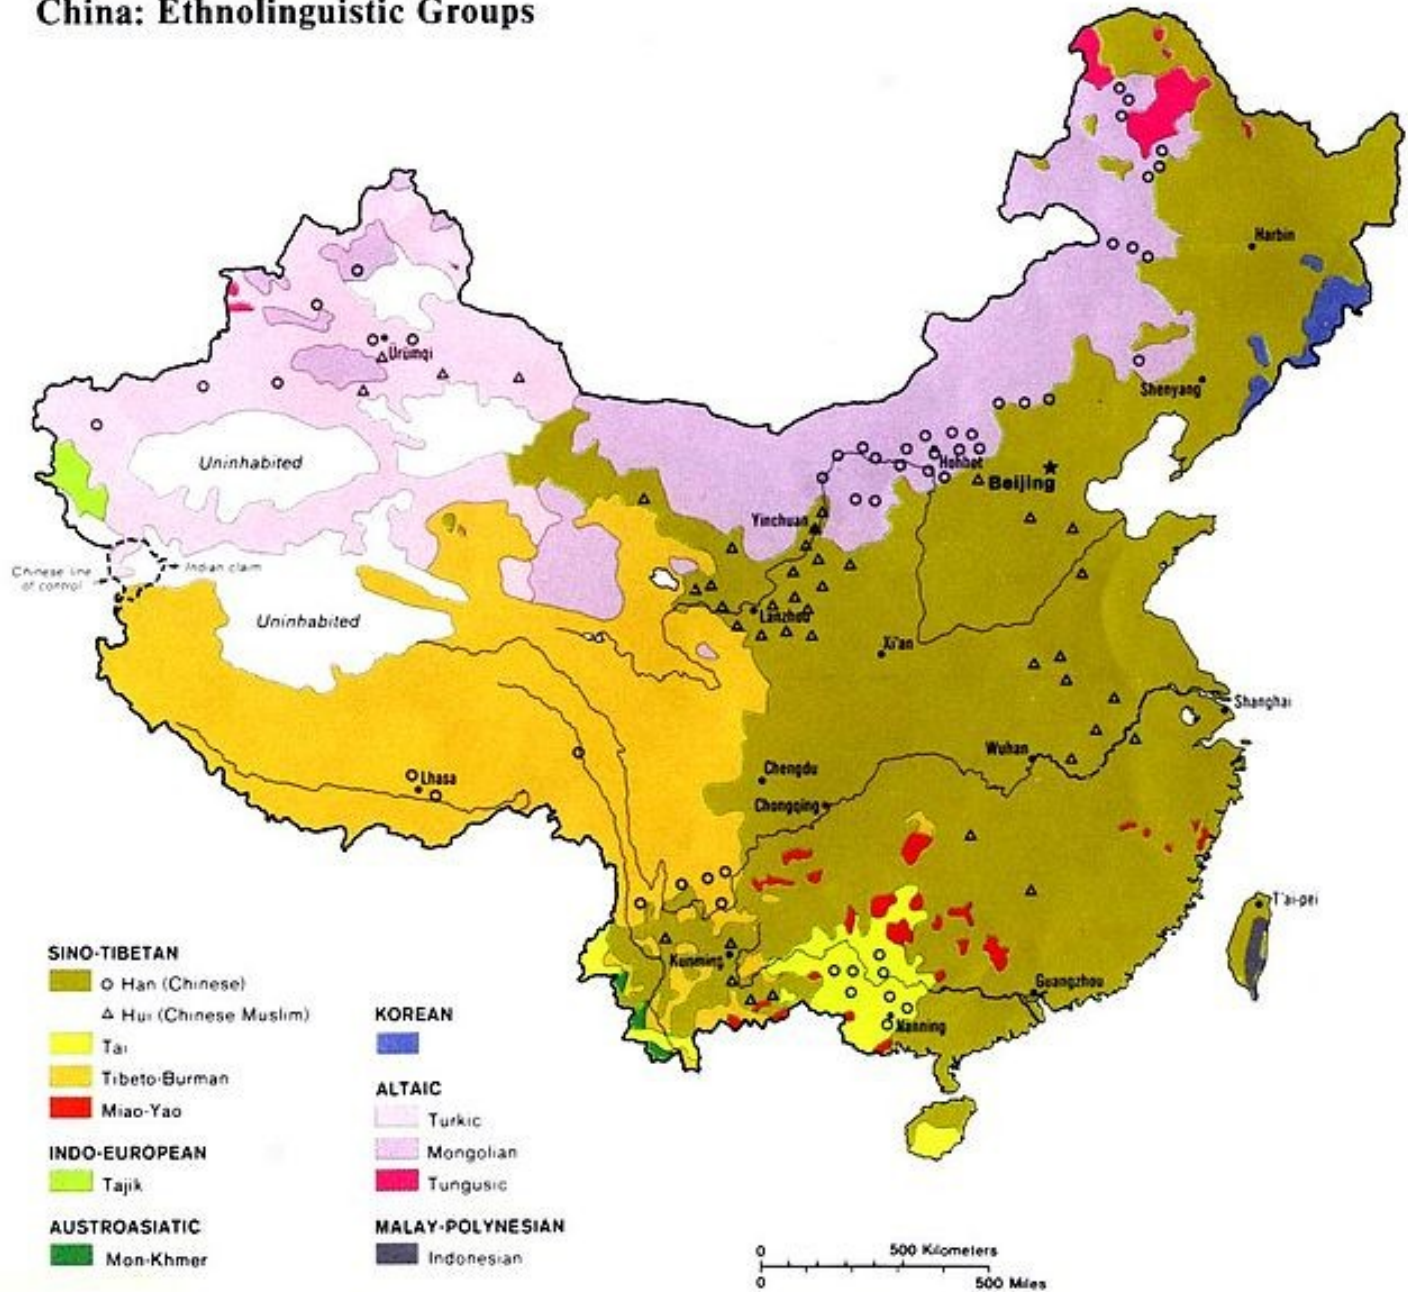 China: Ethnolinguistic Groups
Harbin
Ürümqi
Shenyang
Uninhabited
Hohhot
Beijing
Yinchuan
Chinese line
of control
Indian claim
Uninhabited
Lanzhou
Xi'an
Shanghai
Wuhan
Chengdu
Lhasa
Chongqing
T'ai-pei
Kunming
Guangzhou
Nanning
SINO-TIBETAN
Han (Chinese)
Hui (Chinese Muslim)
Tai
Tibeto-Burman
Miao-Yao
INDO-EUROPEAN
Tajik
AUSTROASIATIC
Mon-Khmer
KOREAN
ALTAIC
Turkic
Mongolian
Tungusic
MALAY-POLYNESIAN
Indonesian
0 500 Kilometers
0 500 Miles